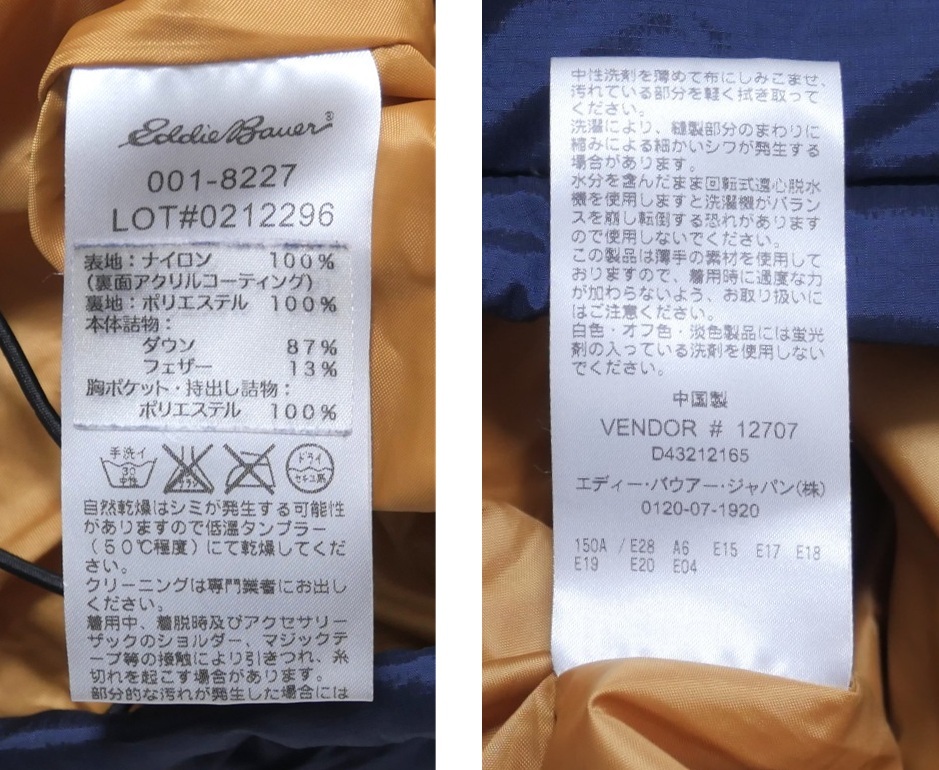 Eddie Bauer®
001-8227
LOT#0212296
表地:ナイロン 100%
(裏面アクリルコーティング)
裏地:ポリエステル 100%
本体詰物:
ダウン 87%
フェザー 13%
胸ポケット・持出し詰物:
ポリエステル 100%
手洗イ
30
中性
ドライ
セキユ系
自然乾燥はシミが発生する可能性
がありますので低温タンブラー
(50℃程度)にて乾燥してくだ
さい。
クリーニングは専門業者にお出し
ください。
着用中、着脱時及びアクセサリー
ザックのショルダー、マジックテ
ープ等の接触により引きつれ、糸
切れを起こす場合があります。
部分的な汚れが発生した場合には
中性洗剤を薄めて布にしみこませ、
汚れている部分を軽く拭き取って
ください。
洗濯により、縫製部分のまわりに
縮みによる細かいシワが発生する
場合があります。
水分を含んだまま回転式遠心脱水
機を使用しますと洗濯機がバラン
スを崩し転倒する恐れがあります
ので使用しないでください。
この製品は薄手の素材を使用して
おりますので、着用時に過度な力
が加わらないよう、お取り扱いに
はご注意ください。
白色・オフ色・淡色製品には蛍光
剤の入っている洗剤を使用しない
でください。
中国製
VENDOR # 12707
D43212165
エディー・バウアー・ジャパン(株)
0120-07-1920
150A / E28 A6 E15 E17 E18
E19 E20 E04